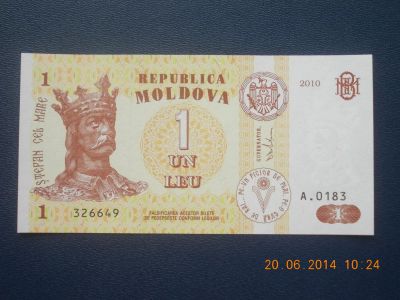 1
REPUBLICA
MOLDOVA
2010
ȘTEFAN CEL MARE
1
UN
LEU
GUVERNATOR,
1
326649
FALSIFICAREA ACESTOR BILETE
SE PEDEPSEȘTE CONFORM LEGILOR
A.0183
1
20.06.2014 10:24